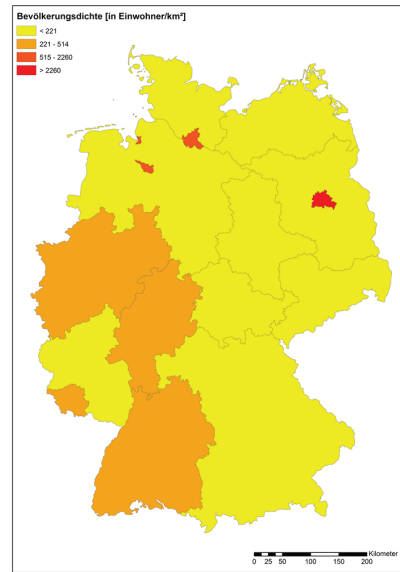 Bevölkerungsdichte [in Einwohner/km²]
< 221
221 - 514
515 - 2260
> 2260
Kilometer
0 25 50 100 150 200